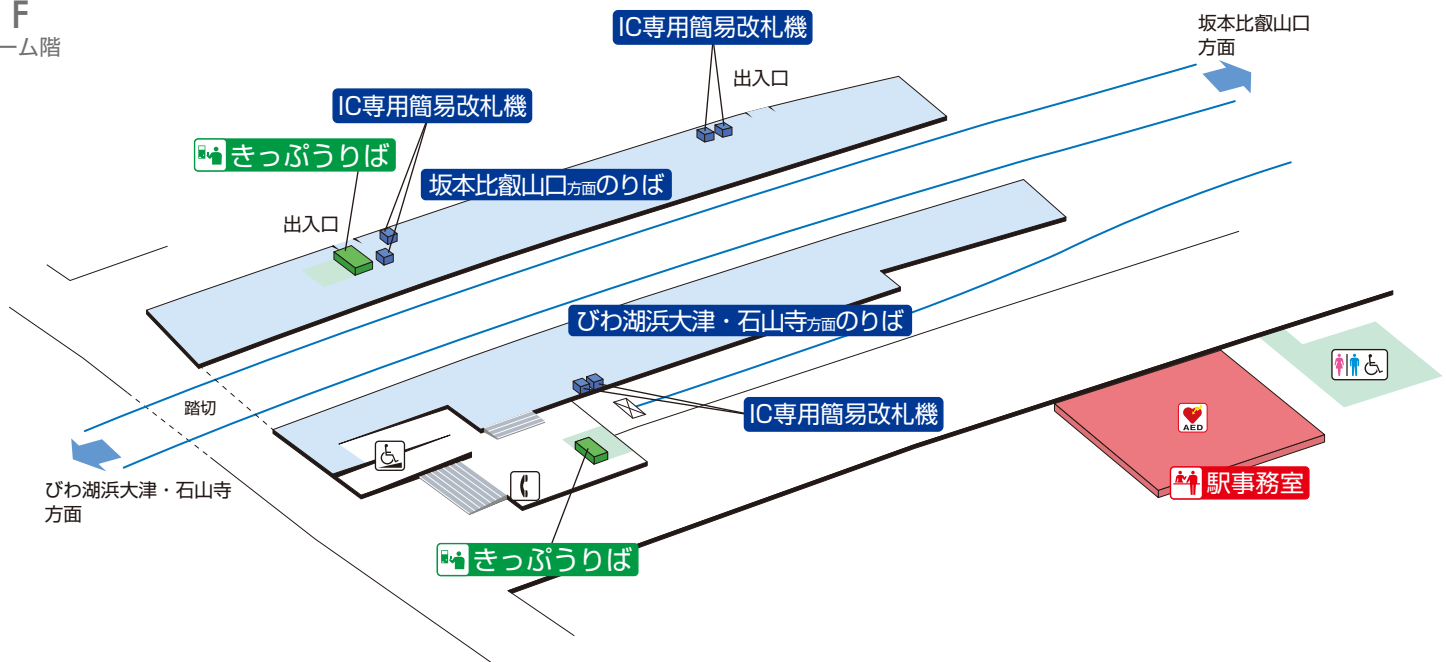 F
ーム階
IC専用簡易改札機
出入口
坂本比叡山口
方面
IC専用簡易改札機
きっぷうりば
坂本比叡山口方面のりば
出入口
びわ湖浜大津・石山寺方面のりば
踏切
IC専用簡易改札機
AED
駅事務室
びわ湖浜大津・石山寺
方面
きっぷうりば